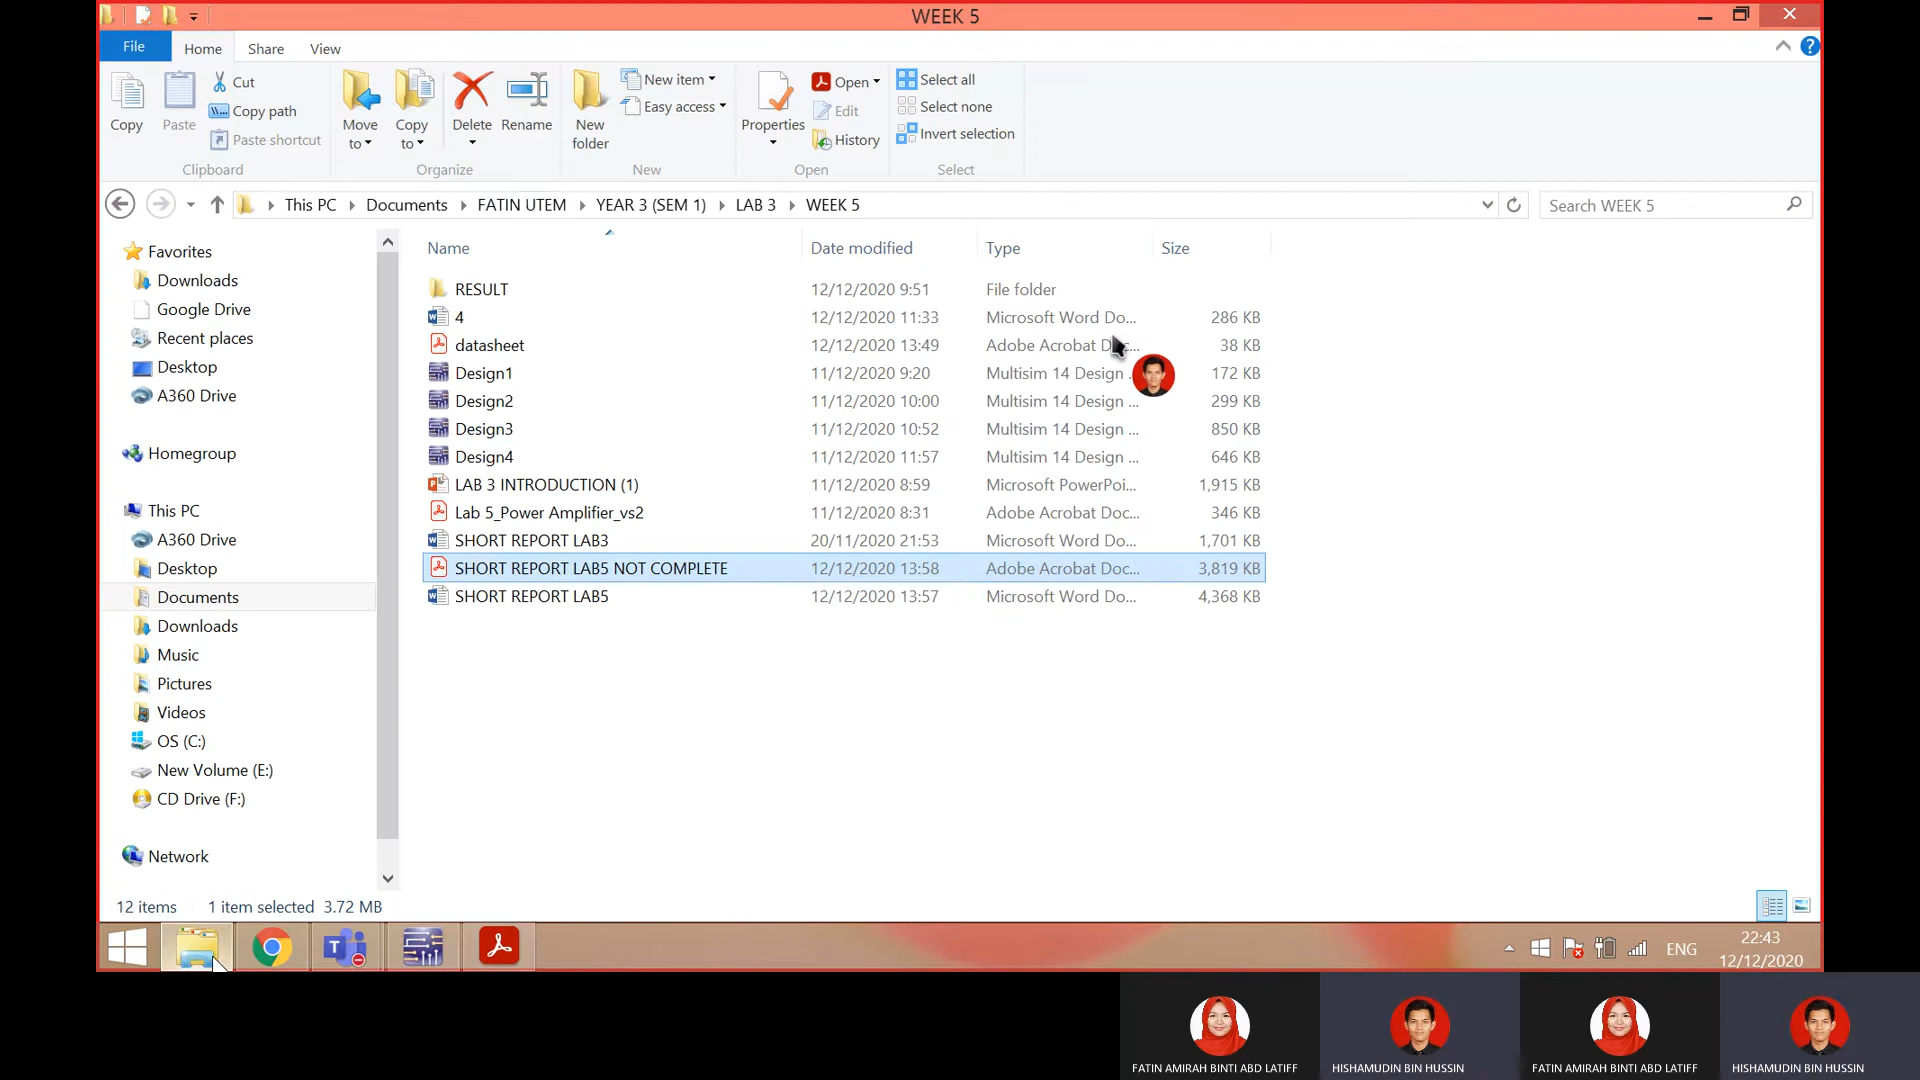 WEEK 5
File Home Share View
Copy
Paste
Cut
Copy path
Paste shortcut
Clipboard
Move to
Copy to
Delete
Rename
Organize
New folder
New item
Easy access
New
Properties
Open
Edit
History
Open
Select all
Select none
Invert selection
Select
This PC Documents FATIN UTEM YEAR 3 (SEM 1) LAB 3 WEEK 5
Search WEEK 5
Favorites
Downloads
Google Drive
Recent places
Desktop
A360 Drive
Homegroup
This PC
A360 Drive
Desktop
Documents
Downloads
Music
Pictures
Videos
OS (C:)
New Volume (E:)
CD Drive (F:)
Network
Name Date modified Type Size
RESULT 12/12/2020 9:51 File folder
4 12/12/2020 11:33 Microsoft Word Do... 286 KB
datasheet 12/12/2020 13:49 Adobe Acrobat Doc... 38 KB
Design1 11/12/2020 9:20 Multisim 14 Design 172 KB
Design2 11/12/2020 10:00 Multisim 14 Design ... 299 KB
Design3 11/12/2020 10:52 Multisim 14 Design ... 850 KB
Design4 11/12/2020 11:57 Multisim 14 Design ... 646 KB
LAB 3 INTRODUCTION (1) 11/12/2020 8:59 Microsoft PowerPoi... 1,915 KB
Lab 5_Power Amplifier_vs2 11/12/2020 8:31 Adobe Acrobat Doc... 346 KB
SHORT REPORT LAB3 20/11/2020 21:53 Microsoft Word Do... 1,701 KB
SHORT REPORT LAB5 NOT COMPLETE 12/12/2020 13:58 Adobe Acrobat Doc... 3,819 KB
SHORT REPORT LAB5 12/12/2020 13:57 Microsoft Word Do... 4,368 KB
12 items 1 item selected 3.72 MB
ENG
22:43
12/12/2020
FATIN AMIRAH BINTI ABD LATIFF
HISHAMUDIN BIN HUSSIN
FATIN AMIRAH BINTI ABD LATIFF
HISHAMUDIN BIN HUSSIN